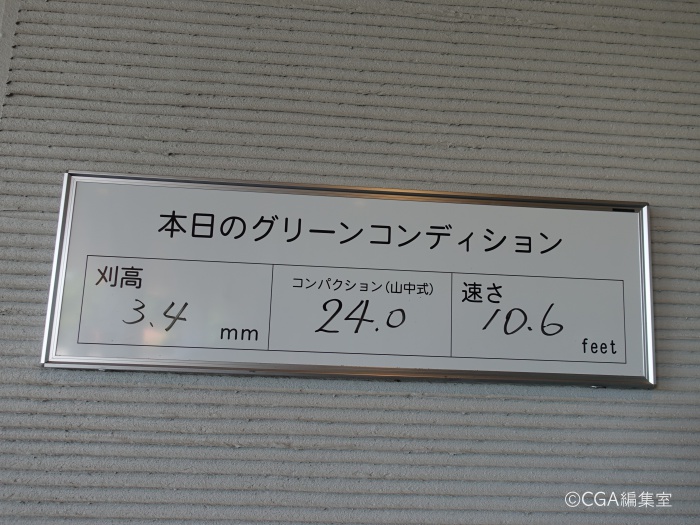 本日のグリーンコンディション
刈高
3.4 mm
コンパクション(山中式)
24.0
速さ
10.6 feet
©CGA編集室